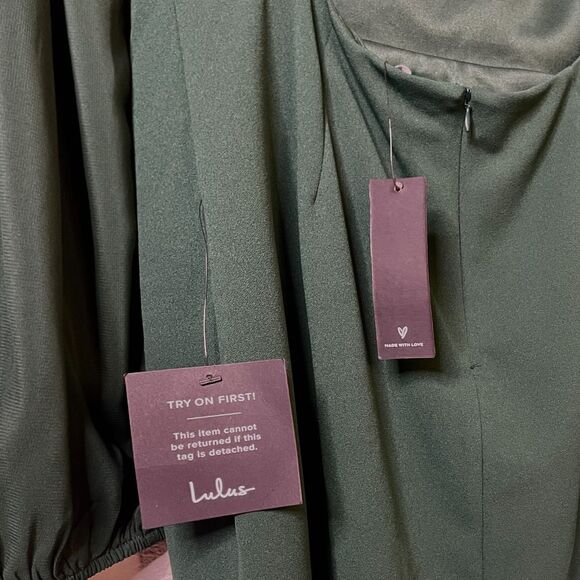 MADE WITH LOVE
TRY ON FIRST!
This item cannot
be returned if this
tag is detached.
Lulus